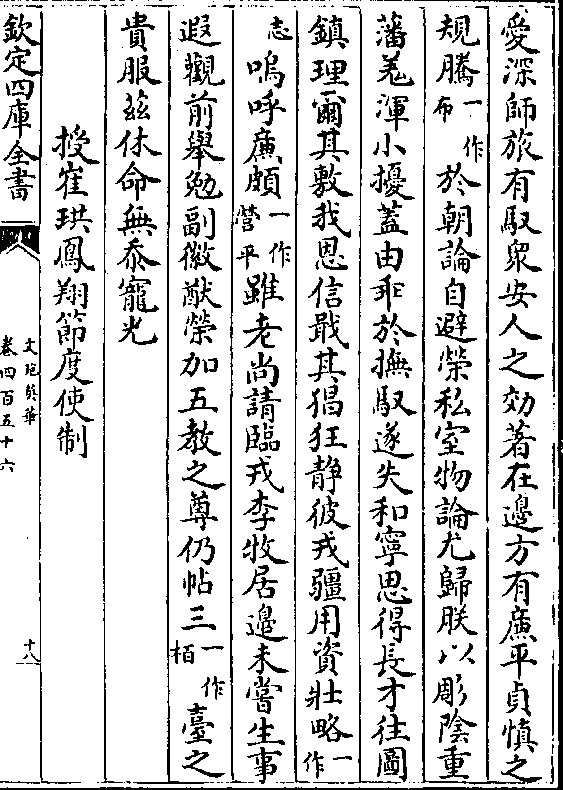 愛深師旅有馭衆安人之効著在邊方有廉平貞慎之
規騰一作布於朝論自避榮私室物論尤歸朕以彫陰重
藩羌渾小擾蓋由乖於撫馭遂失和寧思得長才往圖
鎮理爾其敷我恩信戢其猖狂静彼戎疆用資壯略一作
志嗚呼廉頗一作營平雖老尚請臨戎李牧居邊未嘗生事
遐觀前舉勉副徽猷榮加五教之尊仍帖三一作栢臺之
貴服兹休命無忝寵光
授崔珙鳳翔節度使制
欽定四庫全書
文苑英華
卷四百五十六
十八